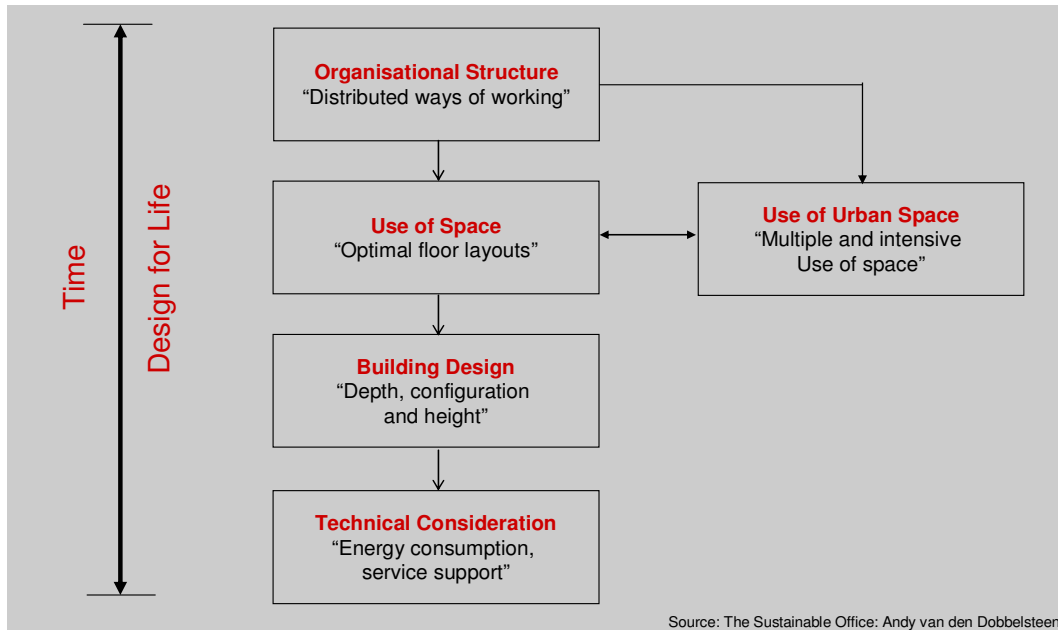 Time
Design for Life
Organisational Structure
“Distributed ways of working”
Use of Space
“Optimal floor layouts”
Use of Urban Space
“Multiple and intensive
Use of space”
Building Design
“Depth, configuration
and height”
Technical Consideration
“Energy consumption,
service support”
Source: The Sustainable Office: Andy van den Dobbelsteen